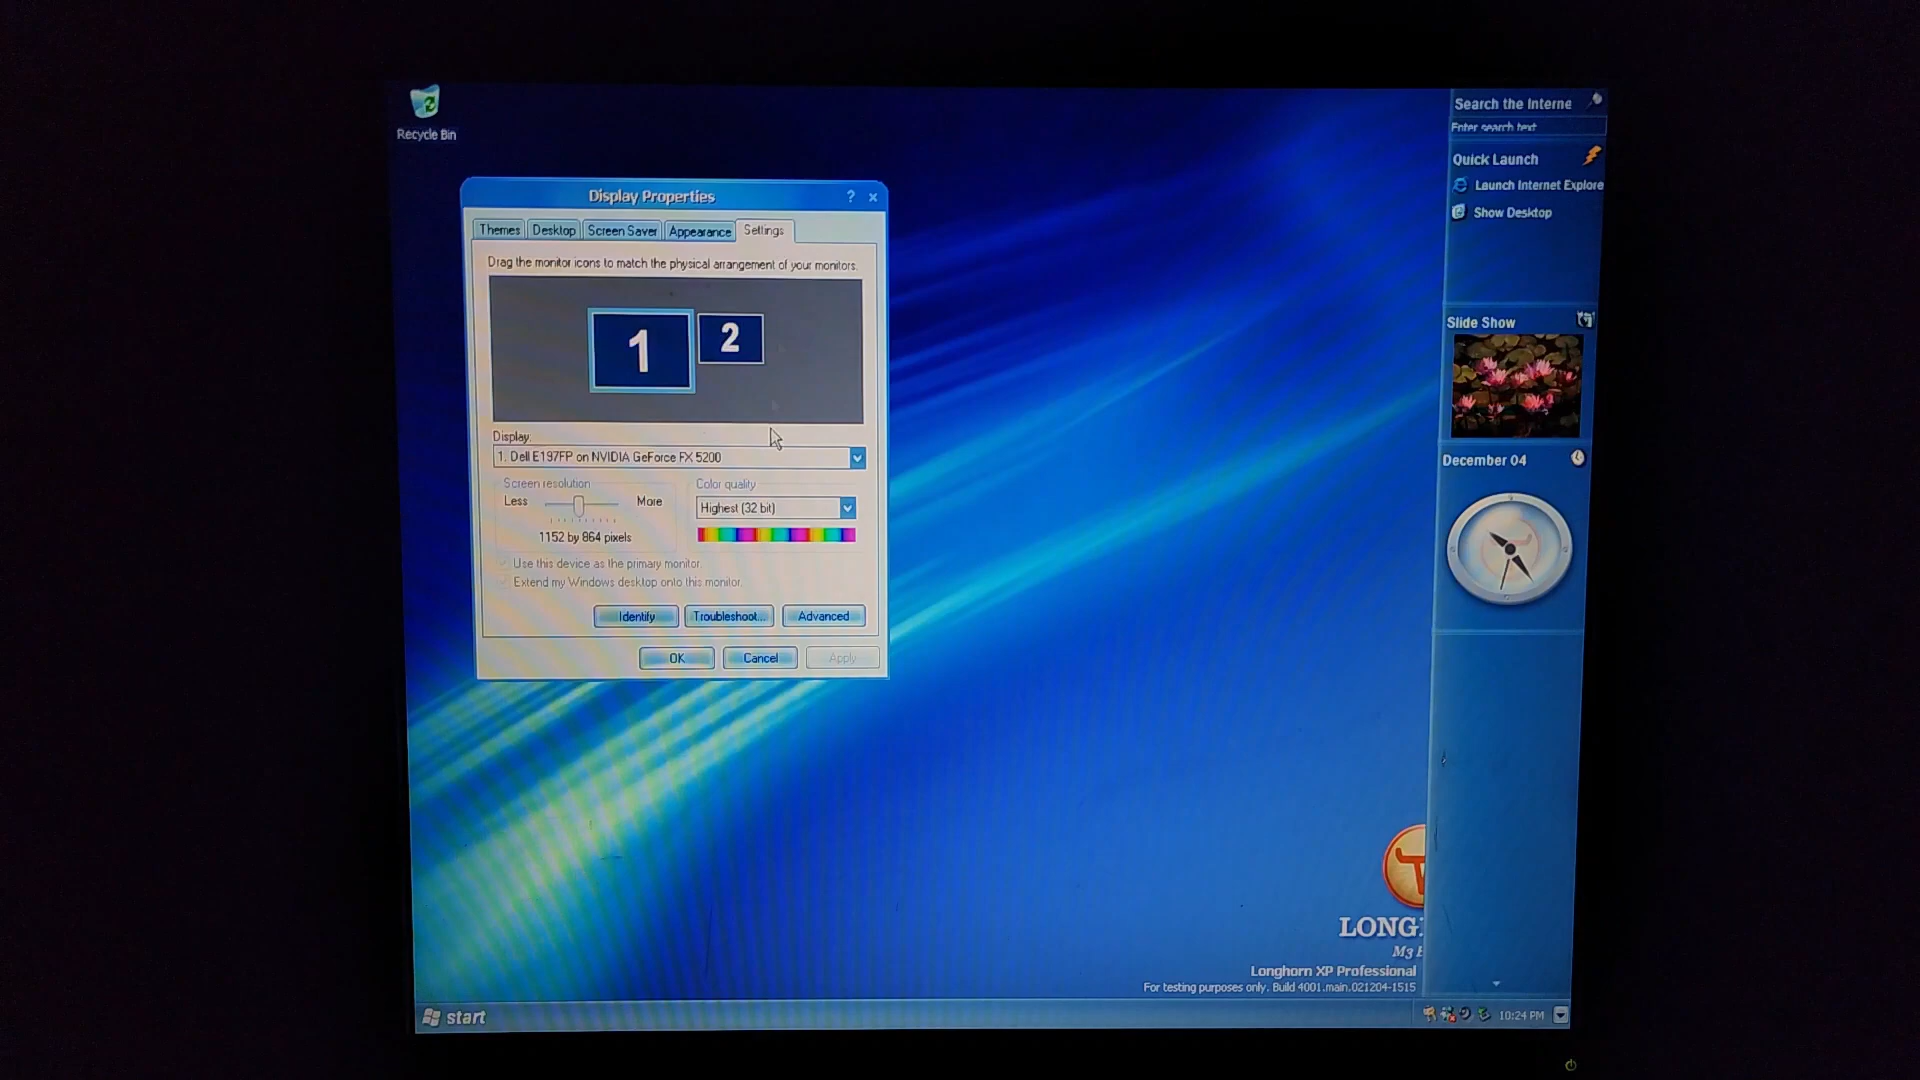 Recycle Bin
Display Properties
Themes
Desktop
Screen Saver
Appearance
Settings
Drag the monitor icons to match the physical arrangement of your monitors.
1
2
Display:
1. Dell E197FP on NVIDIA GeForce FX 5200
Screen resolution
Less
More
1152 by 864 pixels
Color quality
Highest (32 bit)
Use this device as the primary monitor.
Extend my Windows desktop onto this monitor.
Identify
Troubleshoot...
Advanced
OK
Cancel
Apply
Search the Interne
Enter search text
Quick Launch
Launch Internet Explore
Show Desktop
Slide Show
December 04
LONG
M3
Longhorn XP Professional
For testing purposes only. Build 4001.main.021204-1515
start
10:24 PM